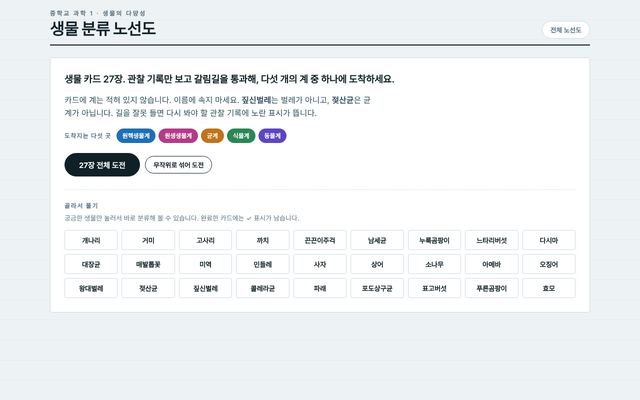 중학교 과학 1 · 생물의 다양성
생물 분류 노선도
전체 노선도
생물 카드 27장. 관찰 기록만 보고 갈림길을 통과해, 다섯 개의 계 중 하나에 도착하세요.
카드에 계는 적혀 있지 않습니다. 이름에 속지 마세요. 짚신벌레는 벌레가 아니고, 젖산균은 균
계가 아닙니다. 길을 잘못 들면 다시 봐야 할 관찰 기록에 노란 표시가 뜹니다.
도착지는 다섯 곳 원핵생물계 원생생물계 균계 식물계 동물계
27장 전체 도전 무작위로 섞어 도전
골라서 풀기
궁금한 생물만 눌러서 바로 분류해 볼 수 있습니다. 완료한 카드에는 ✓ 표시가 남습니다.
개나리 거미 고사리 까치 끈끈이주걱 남세균 누룩곰팡이 느타리버섯 다시마
대장균 매발톱꽃 미역 민들레 사자 상어 소나무 아메바 오징어
왕대벌레 젖산균 짚신벌레 콜레라균 파래 포도상구균 표고버섯 푸른곰팡이 효모